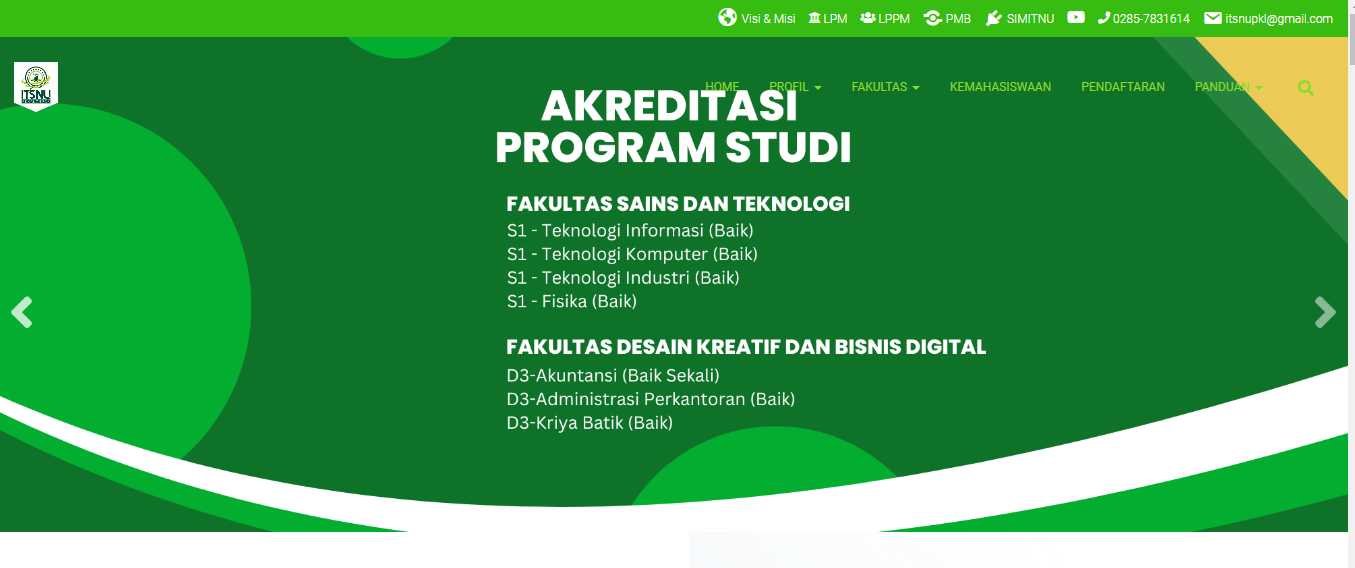 Visi & Misi LPM LPPM PMB SIMITNU 0285-7831614 itsnupkl@gmail.com
ITSNU
HOME PROFIL FAKULTAS KEMAHASISWAAN PENDAFTARAN PANDUAN
AKREDITASI
PROGRAM STUDI
FAKULTAS SAINS DAN TEKNOLOGI
S1 - Teknologi Informasi (Baik)
S1 - Teknologi Komputer (Baik)
S1 - Teknologi Industri (Baik)
S1 - Fisika (Baik)
FAKULTAS DESAIN KREATIF DAN BISNIS DIGITAL
D3-Akuntansi (Baik Sekali)
D3-Administrasi Perkantoran (Baik)
D3-Kriya Batik (Baik)